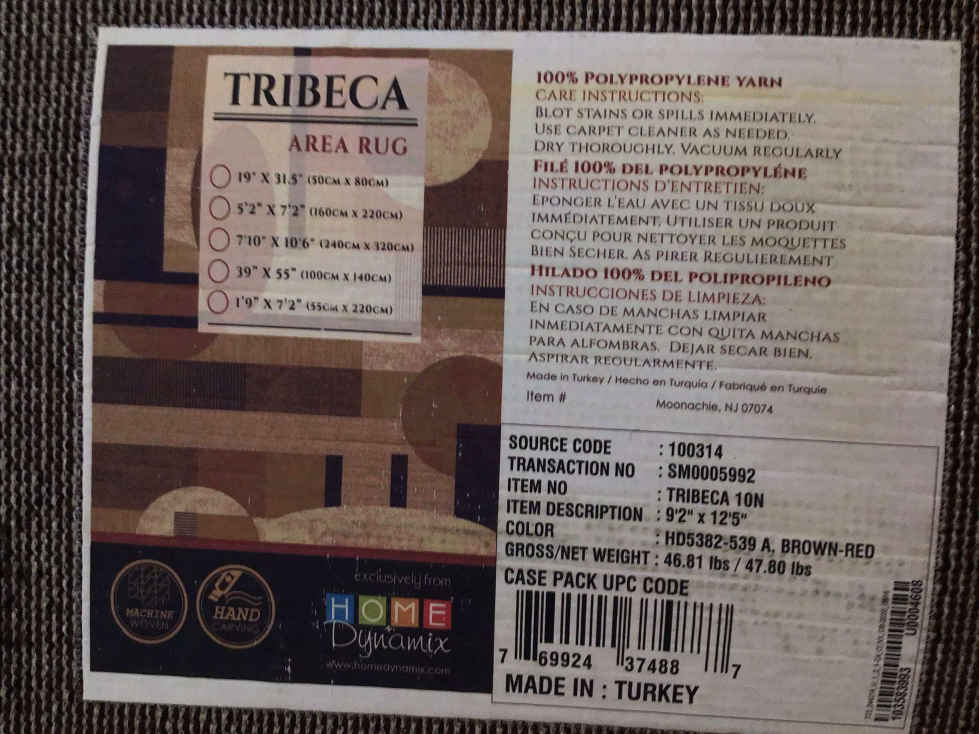 TRIBECA
AREA RUG
19" X 31.5" (50CM X 80CM)
5'2" X 7'2" (160CM X 220CM)
7'10" X 10'6" (240CM X 320CM)
39" X 55" (100CM X 140CM)
1'9" X 7'2" (55CM X 220CM)
MACHINE
WOVEN
HAND
CARVING
exclusively from
HOME
Dynamix
www.homedynamix.com
100% POLYPROPYLENE YARN
CARE INSTRUCTIONS:
BLOT STAINS OR SPILLS IMMEDIATELY.
USE CARPET CLEANER AS NEEDED.
DRY THOROUGHLY. VACUUM REGULARLY
FILÉ 100% DEL POLYPROPYLÉNE
INSTRUCTIONS D'ENTRETIEN:
EPONGER L'EAU AVEC UN TISSU DOUX
IMMÉDIATEMENT, UTILISER UN PRODUIT
CONÇU POUR NETTOYER LES MOQUETTES
BIEN SECHER. AS PIRER REGULIEREMENT
HILADO 100% DEL POLIPROPILENO
INSTRUCCIONES DE LIMPIEZA:
EN CASO DE MANCHAS LIMPIAR
INMEDIATAMENTE CON QUITA MANCHAS
PARA ALFOMBRAS. DEJAR SECAR BIEN.
ASPIRAR REGULARMENTE.
Made in Turkey / Hecho en Turquía / Fabriqué en Turquie
Item #
Moonachie, NJ 07074
SOURCE CODE : 100314
TRANSACTION NO : SM0005992
ITEM NO : TRIBECA 10N
ITEM DESCRIPTION : 9'2" x 12'5"
COLOR : HD5382-539 A, BROWN-RED
GROSS/NET WEIGHT : 46.81 lbs / 47.80 lbs
CASE PACK UPC CODE
7 69924 37488 7
MADE IN : TURKEY
103583993
U00004608